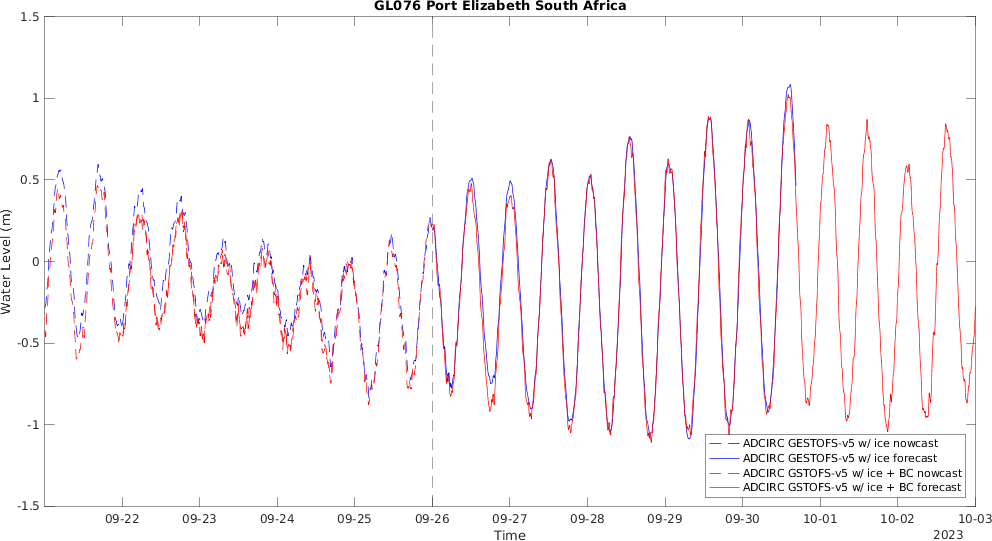 GL076 Port Elizabeth South Africa
1.5
1
0.5
0
-0.5
-1
-1.5
Water Level (m)
ADCIRC GESTOFS-v5 w/ ice nowcast
ADCIRC GESTOFS-v5 w/ ice forecast
ADCIRC GSTOFS-v5 w/ ice + BC nowcast
ADCIRC GSTOFS-v5 w/ ice + BC forecast
09-22 09-23 09-24 09-25 09-26 09-27 09-28 09-29 09-30 10-01 10-02 10-03
Time
2023